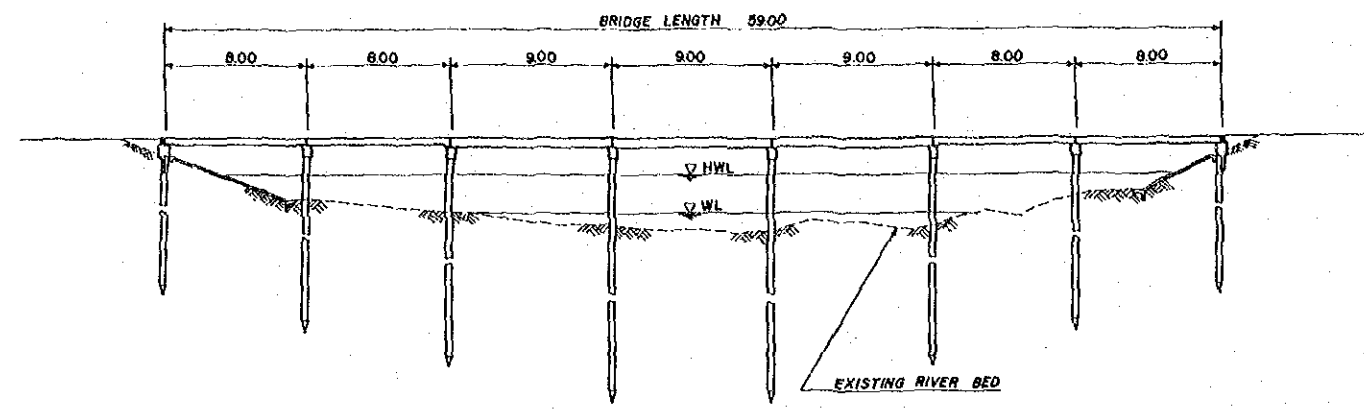 BRIDGE LENGTH 59.00
8.00 8.00 9.00 9.00 9.00 8.00 8.00
HWL
WL
EXISTING RIVER BED